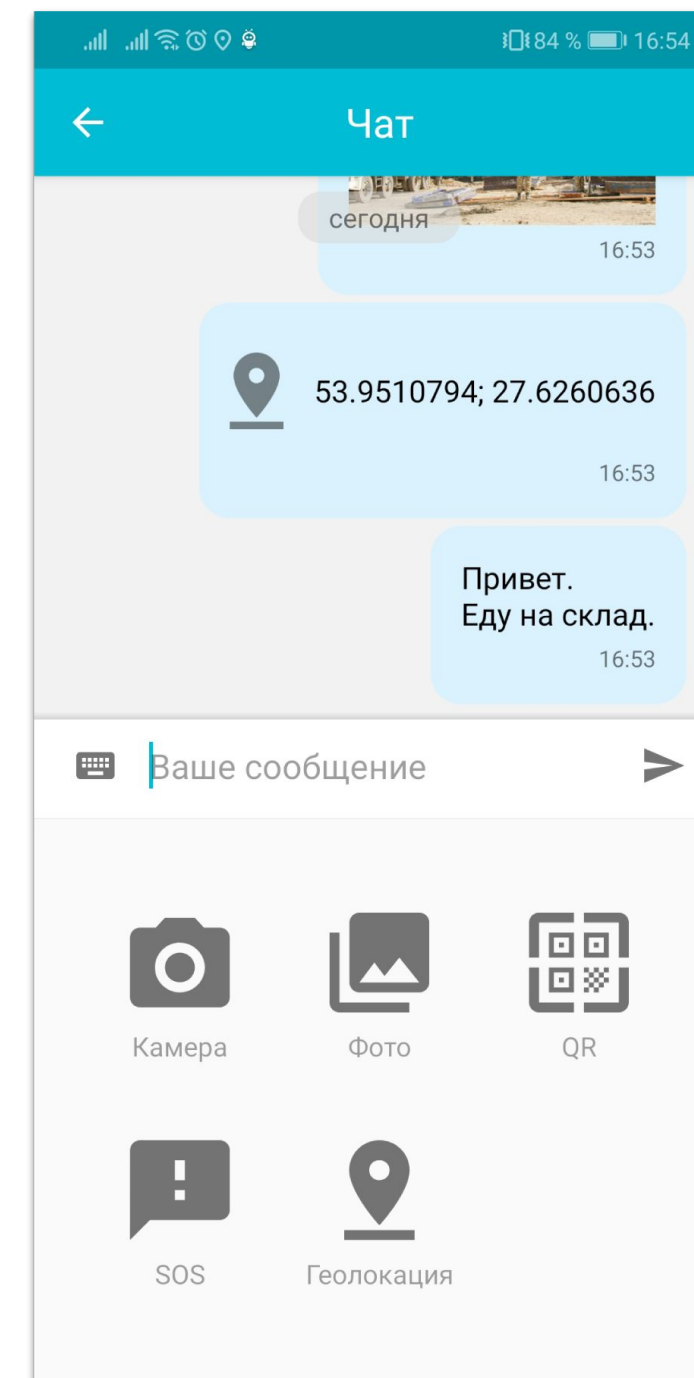 84 % 16:54
Чат
сегодня
16:53
53.9510794; 27.6260636
16:53
Привет.
Еду на склад.
16:53
Ваше сообщение
Камера Фото QR
SOS Геолокация